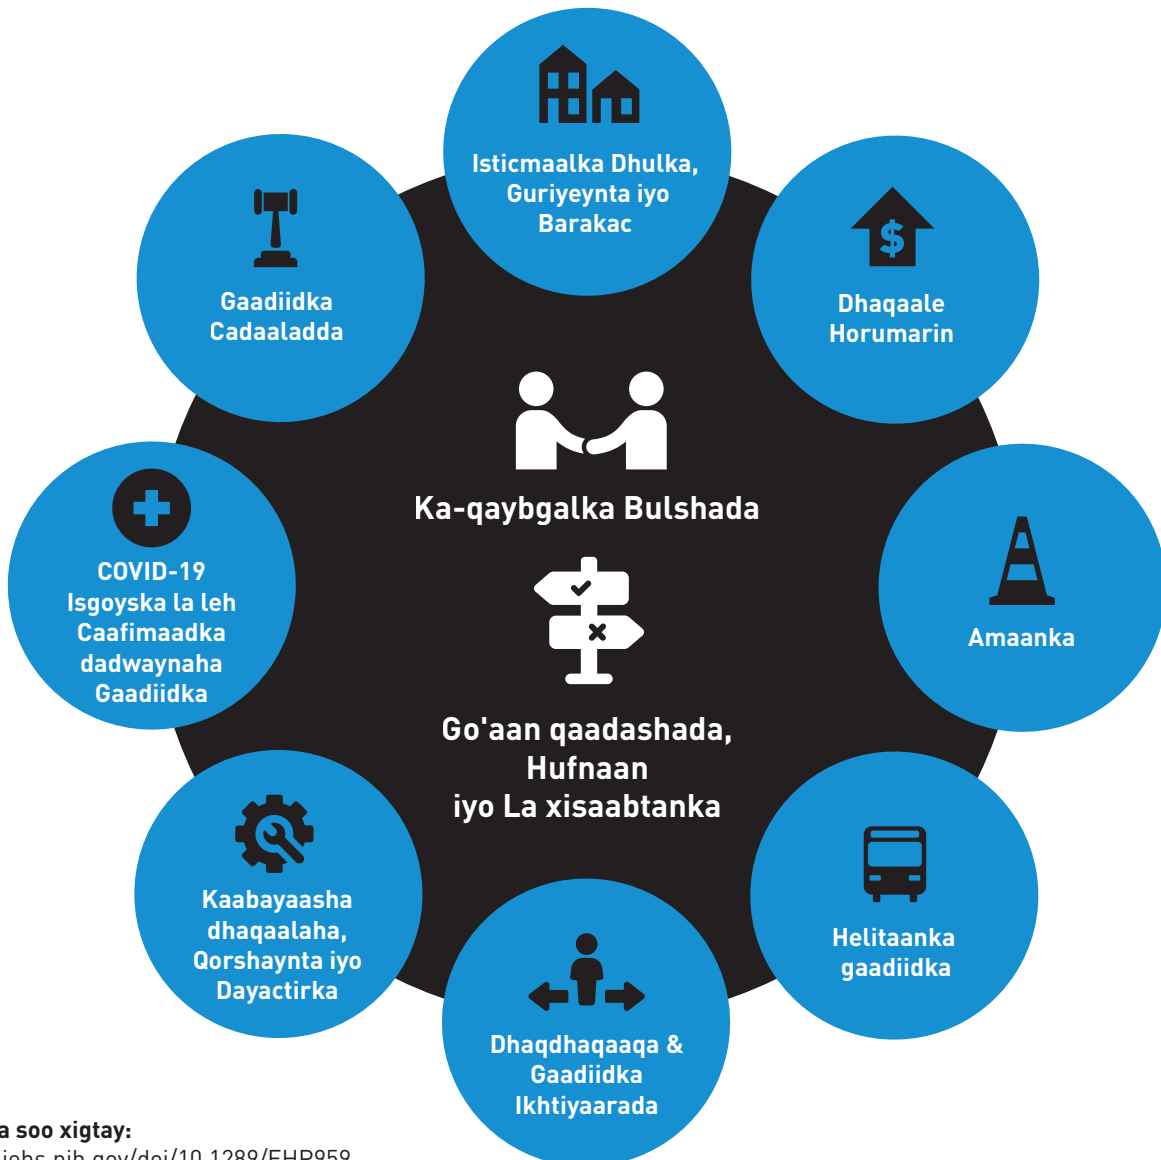 Isticmaalka Dhulka,
Guriyeynta iyo
Barakac
Gaadiidka
Cadaaladda
$
Dhaqaale
Horumarin
Ka-qaybgalka Bulshada
COVID-19
Isgoyska la leh
Caafimaadka
dadwaynaha
Gaadiidka
Amaanka
Go'aan qaadashada,
Hufnaan
iyo La xisaabtanka
Kaabayaasha
dhaqaalaha,
Qorshaynta iyo
Dayactirka
Helitaanka
gaadiidka
Dhaqdhaqaaqa &
Gaadiidka
Ikhtiyaarada
a soo xigtay: